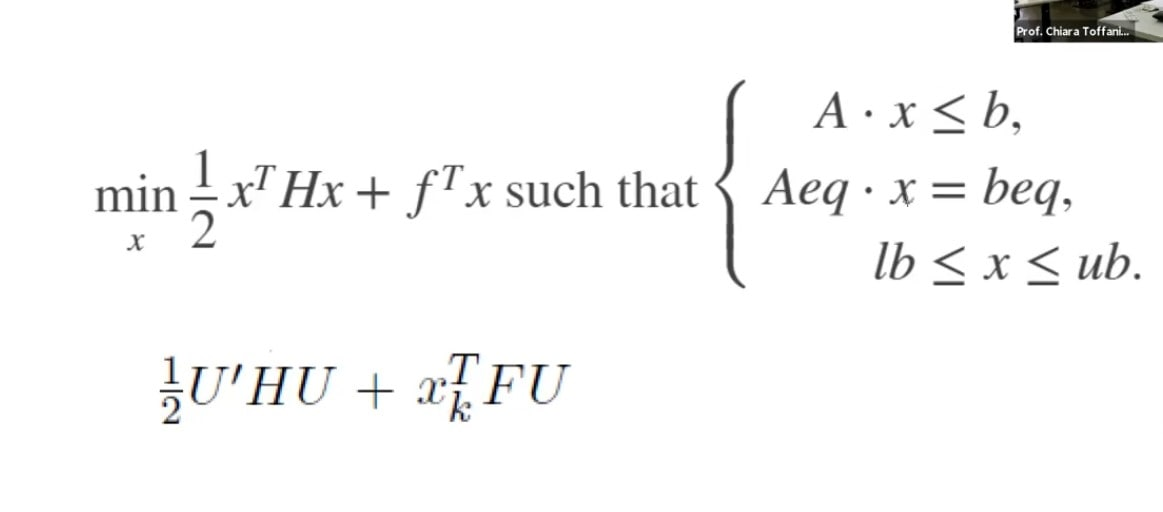 Prof. Chiara Toffani...
min_x 1/2 x^T Hx + f^T x such that { A · x ≤ b,
Aeq · x = beq,
lb ≤ x ≤ ub.
1/2 U'HU + x_k^T FU